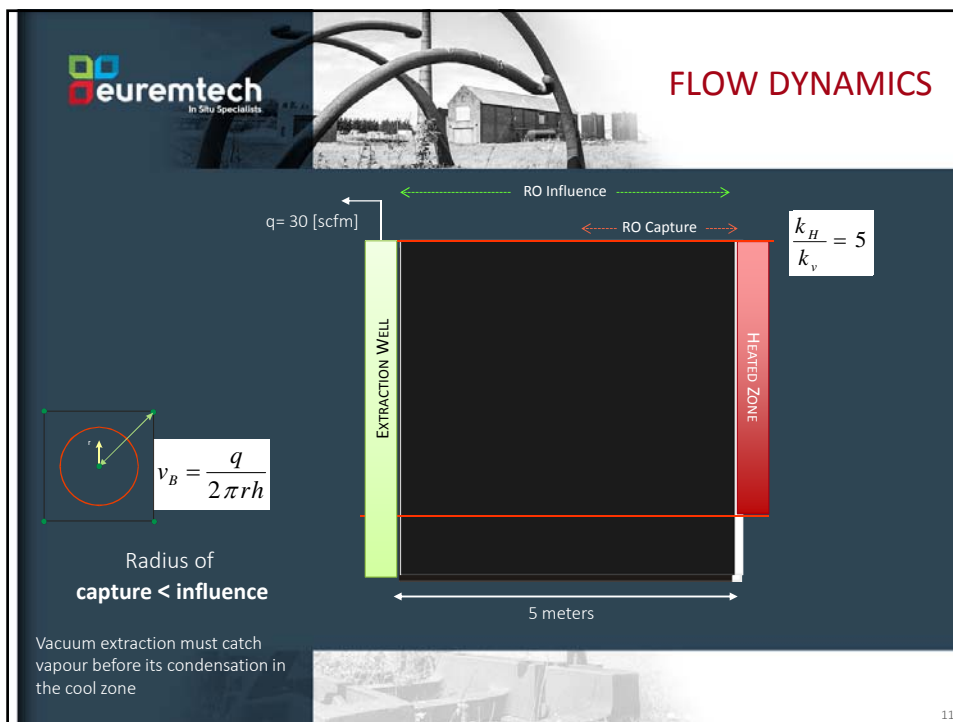 euremtech
In Situ Specialists
FLOW DYNAMICS
RO Influence
q= 30 [scfm]
RO Capture
k_H / k_v = 5
EXTRACTION WELL
HEATED ZONE
r
v_B = q / 2πrh
Radius of
capture < influence
5 meters
Vacuum extraction must catch
vapour before its condensation in
the cool zone
11